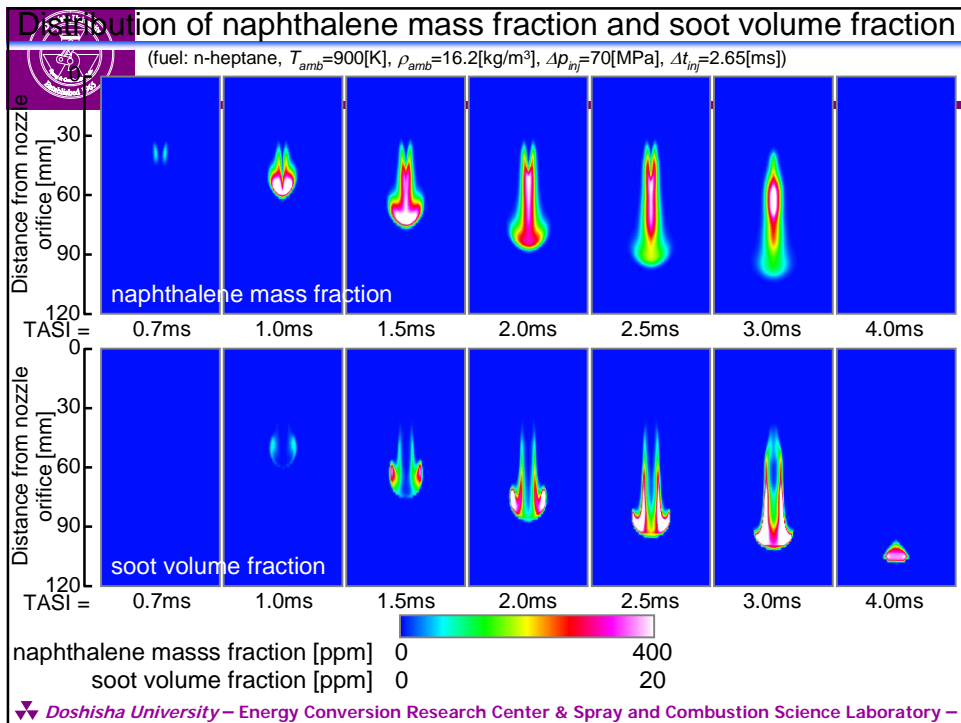 Distribution of naphthalene mass fraction and soot volume fraction
(fuel: n-heptane, T_amb=900[K], ρ_amb=16.2[kg/m³], Δp_inj=70[MPa], Δt_inj=2.65[ms])
Distance from nozzle
orifice [mm]
0
30
60
90
120
naphthalene mass fraction
TASI = 0.7ms 1.0ms 1.5ms 2.0ms 2.5ms 3.0ms 4.0ms
Distance from nozzle
orifice [mm]
0
30
60
90
120
soot volume fraction
TASI = 0.7ms 1.0ms 1.5ms 2.0ms 2.5ms 3.0ms 4.0ms
naphthalene masss fraction [ppm] 0 400
soot volume fraction [ppm] 0 20
Doshisha University – Energy Conversion Research Center & Spray and Combustion Science Laboratory –